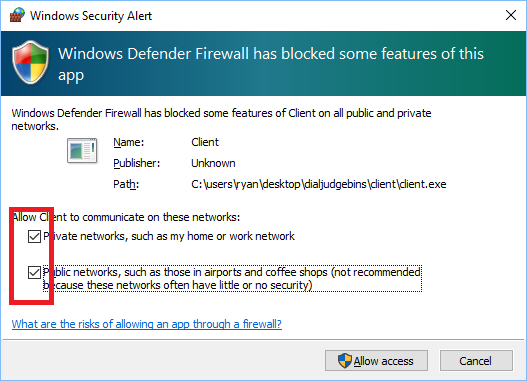 Windows Security Alert
Windows Defender Firewall has blocked some features of this
app
Windows Defender Firewall has blocked some features of Client on all public and private
networks.
Name: Client
Publisher: Unknown
Path: C:\users\ryan\desktop\dialjudgebins\client\client.exe
Allow Client to communicate on these networks:
Private networks, such as my home or work network
Public networks, such as those in airports and coffee shops (not recommended
because these networks often have little or no security)
What are the risks of allowing an app through a firewall?
Allow access Cancel